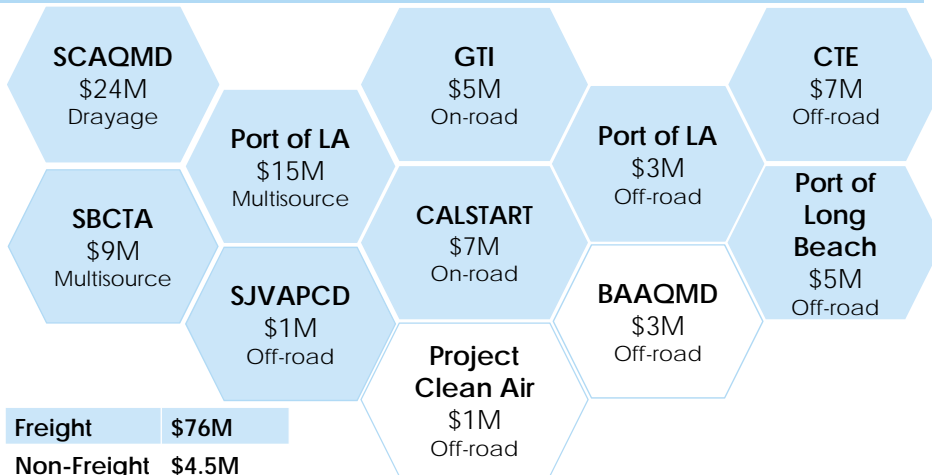 SCAQMD
$24M
Drayage
GTI
$5M
On-road
CTE
$7M
Off-road
Port of LA
$15M
Multisource
Port of LA
$3M
Off-road
SBCTA
$9M
Multisource
CALSTART
$7M
On-road
Port of
Long
Beach
$5M
Off-road
SJVAPCD
$1M
Off-road
BAAQMD
$3M
Off-road
Project
Clean Air
$1M
Off-road
Freight $76M
Non-Freight $4.5M